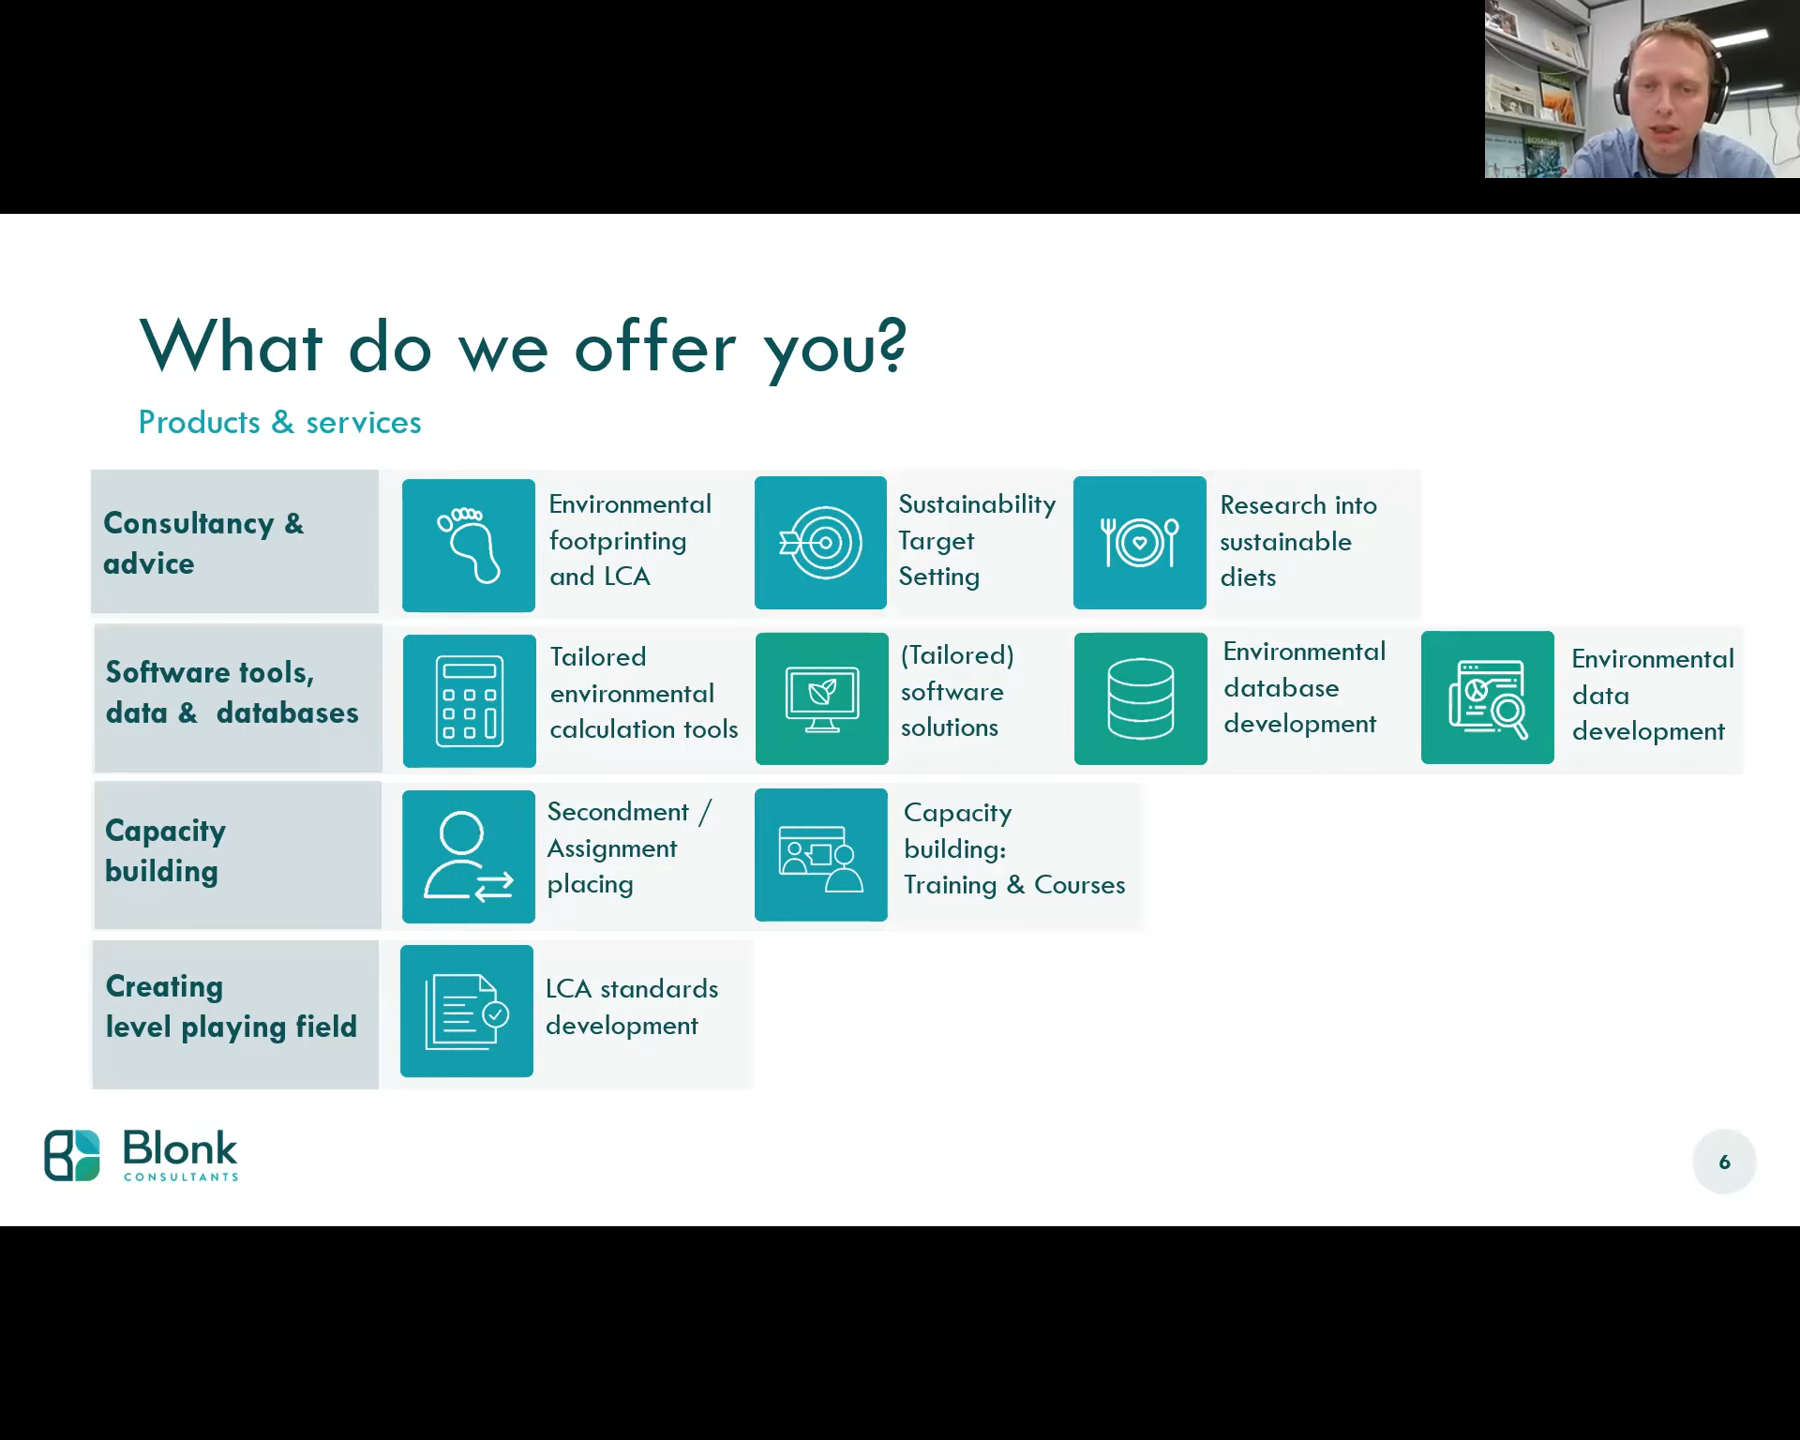 What do we offer you?
Products & services
Consultancy &
advice
Environmental
footprinting
and LCA
Sustainability
Target
Setting
Research into
sustainable
diets
Software tools,
data & databases
Tailored
environmental
calculation tools
(Tailored)
software
solutions
Environmental
database
development
Environmental
data
development
Capacity
building
Secondment /
Assignment
placing
Capacity
building:
Training & Courses
Creating
level playing field
LCA standards
development
Blonk
CONSULTANTS
6